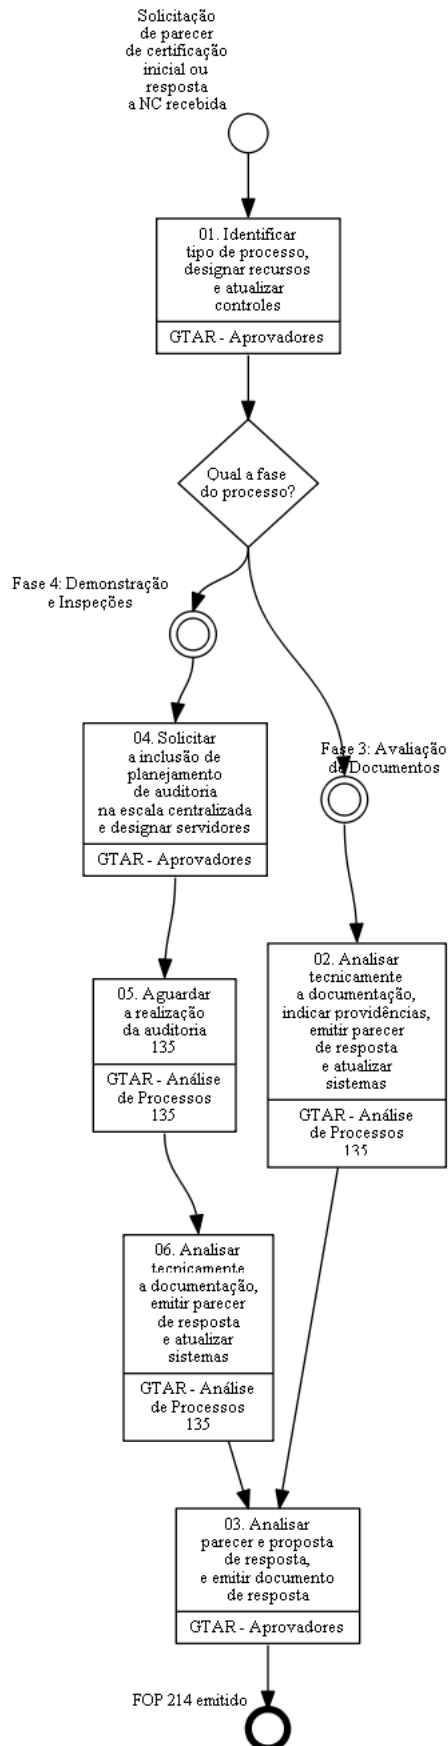 Solicitação
de parecer
de certificação
inicial ou
resposta
a NC recebida
01. Identificar
tipo de processo,
designar recursos
e atualizar
controles
GTAR - Aprovadores
Qual a fase
do processo?
Fase 4: Demonstração
e Inspeções
04. Solicitar
a inclusão de
planejamento
de auditoria
na escala centralizada
e designar servidores
GTAR - Aprovadores
Fase 3: Avaliação
de Documentos
05. Aguardar
a realização
da auditoria
135
GTAR - Análise
de Processos
135
02. Analisar
tecnicamente
a documentação,
indicar providências,
emitir parecer
de resposta
e atualizar
sistemas
GTAR - Análise
de Processos
135
06. Analisar
tecnicamente
a documentação,
emitir parecer
de resposta
e atualizar
sistemas
GTAR - Análise
de Processos
135
03. Analisar
parecer e proposta
de resposta,
e emitir documento
de resposta
GTAR - Aprovadores
FOP 214 emitido